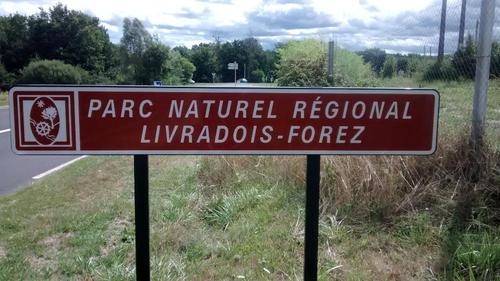 PARC NATUREL RÉGIONAL
LIVRADOIS-FOREZ